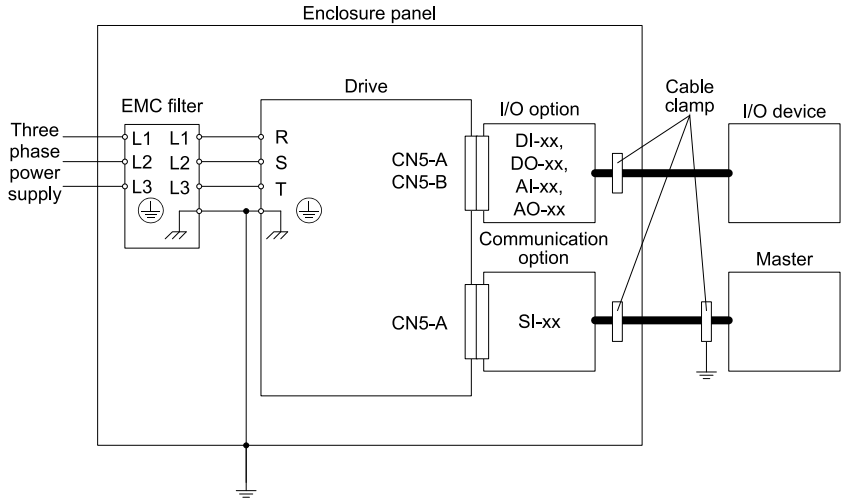 Enclosure panel
EMC filter
Drive
I/O option
Cable
clamp
I/O device
Three
phase
power
supply
L1 L1
L2 L2
L3 L3
R
S
T
CN5-A
CN5-B
DI-xx,
DO-xx,
AI-xx,
AO-xx
Communication
option
Master
CN5-A
SI-xx